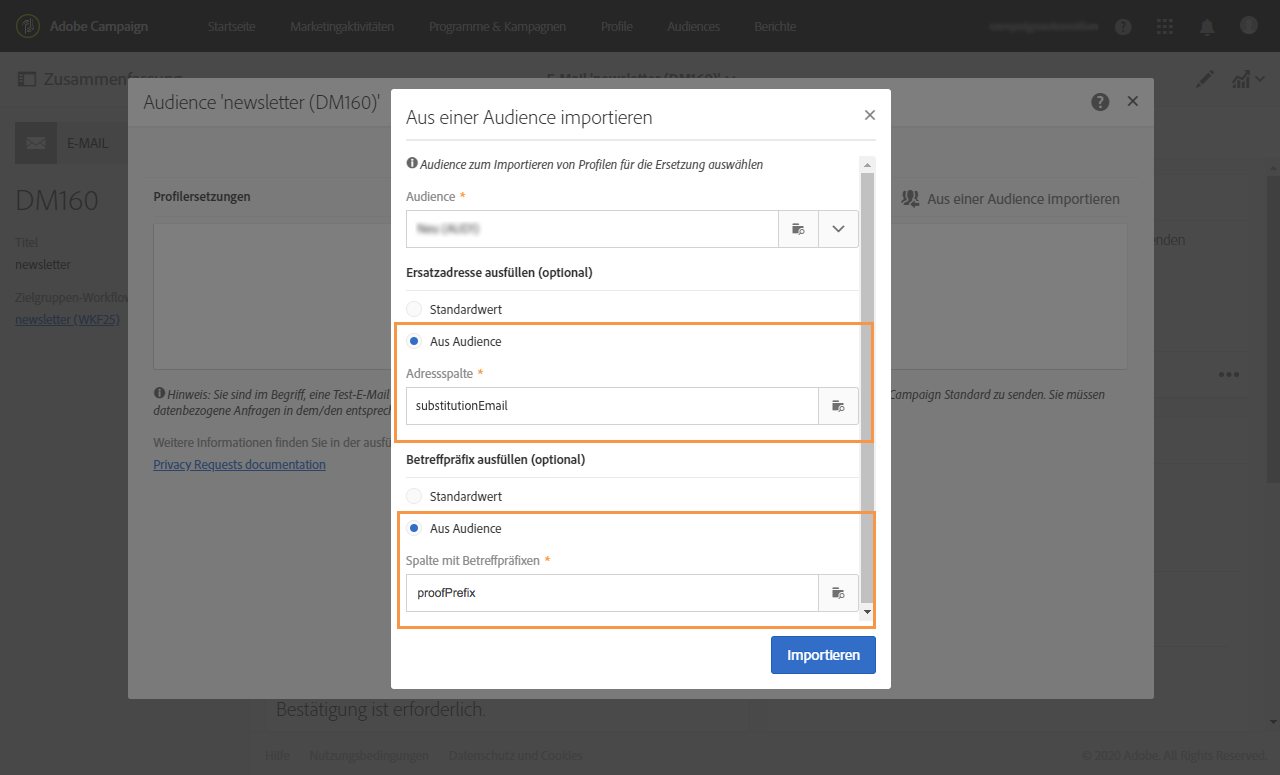 Adobe Campaign
Startseite
Marketingaktivitäten
Programme & Kampagnen
Profile
Audiences
Berichte
Zusammenfassung
E-Mail 'newsletter (DM160)'
Audience 'newsletter (DM160)'
Aus einer Audience importieren
E-MAIL
Audience zum Importieren von Profilen für die Ersetzung auswählen
DM160
Profilersetzungen
Audience *
Aus einer Audience importieren
Titel
newsletter
Zielgruppen-Workflow
newsletter (WKF25)
enden
Ersatzadresse ausfüllen (optional)
Standardwert
Aus Audience
Adressspalte *
substitutionEmail
Hinweis: Sie sind im Begriff, eine Test-E-Mail
Campaign Standard zu senden. Sie müssen
datenbezogene Anfragen in dem/den entsprech
Weitere Informationen finden Sie in der ausfü
Privacy Requests documentation
Betreffpräfix ausfüllen (optional)
Standardwert
Aus Audience
Spalte mit Betreffpräfixen *
proofPrefix
Importieren
Bestätigung ist erforderlich.
Hilfe
Nutzungsbedingungen
Datenschutz und Cookies
© 2020 Adobe. All Rights Reserved.